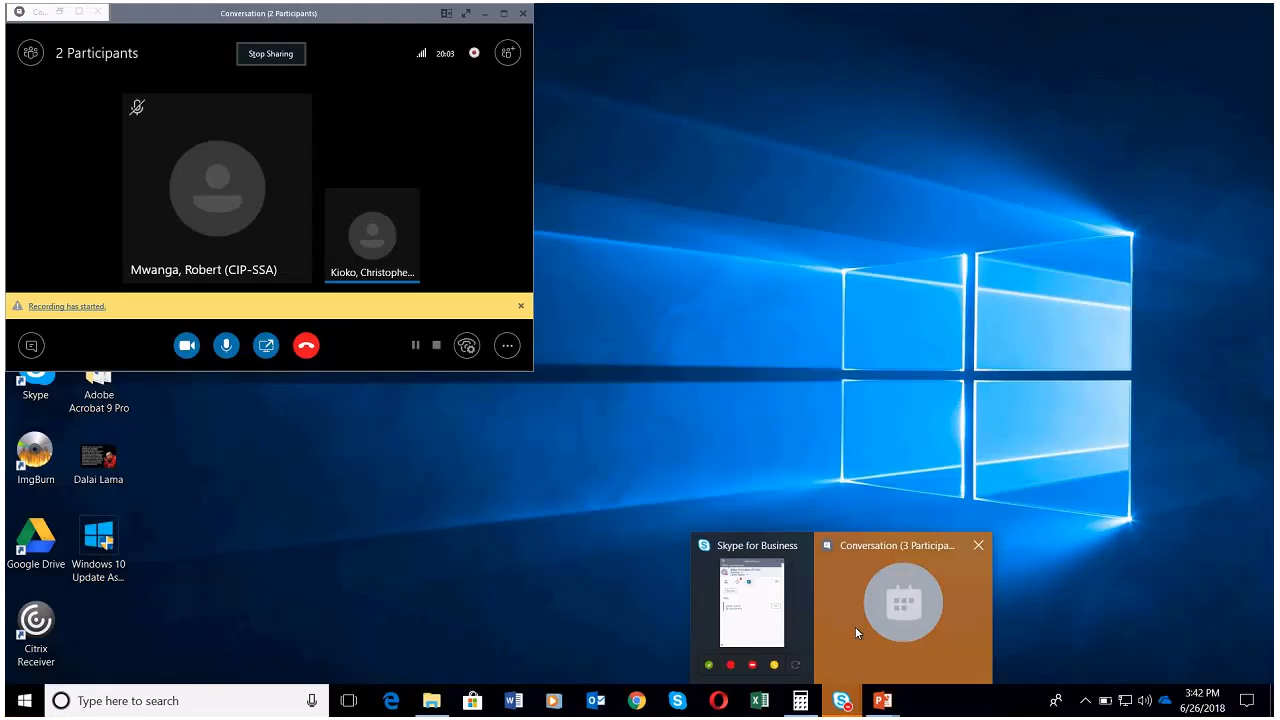 Co...
Conversation (2 Participants)
2 Participants
Stop Sharing
20:03
Mwanga, Robert (CIP-SSA)
Kioko, Christophe...
Recording has started.
Skype
Adobe
Acrobat 9 Pro
ImgBurn
Dalai Lama
Google Drive
Windows 10
Update As...
Citrix
Receiver
Skype for Business
Conversation (3 Participa...
Type here to search
3:42 PM
6/26/2018